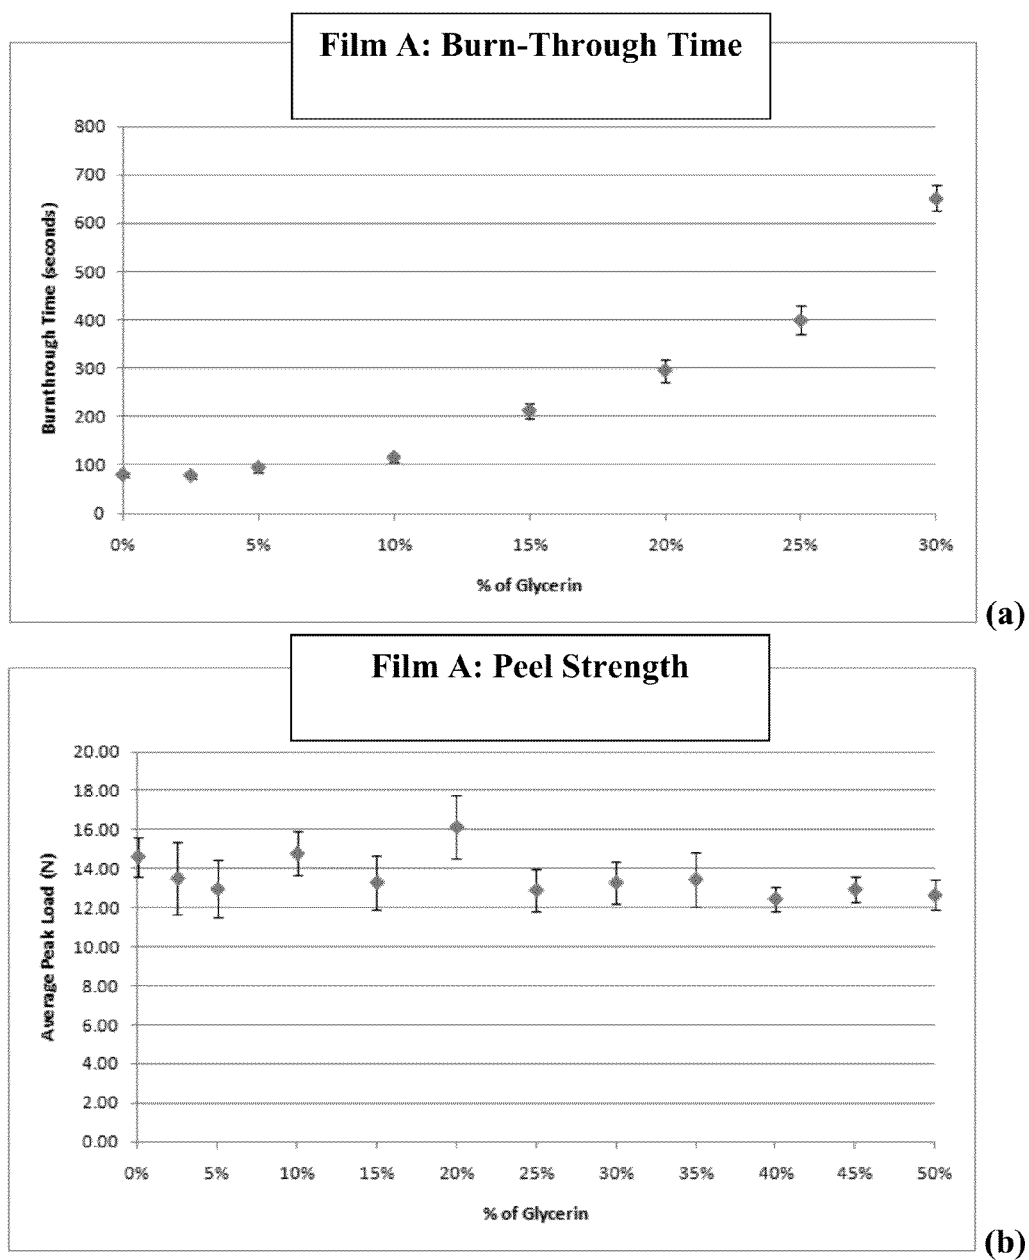 Film A: Burn-Through Time
800
700
600
500
400
300
200
100
0
Burnthrough Time (seconds)
0% 5% 10% 15% 20% 25% 30%
% of Glycerin
(a)
Film A: Peel Strength
20.00
18.00
16.00
14.00
12.00
10.00
8.00
6.00
4.00
2.00
0.00
Average Peak Load (N)
0% 5% 10% 15% 20% 25% 30% 35% 40% 45% 50%
% of Glycerin
(b)